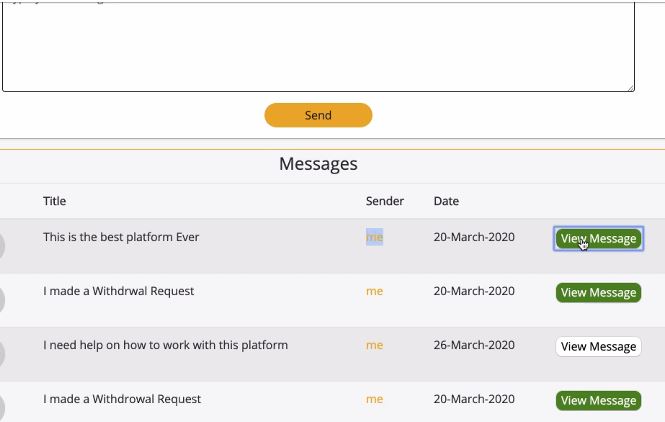 Send
Messages
Title Sender Date
This is the best platform Ever me 20-March-2020 View Message
I made a Withdrwal Request me 20-March-2020 View Message
I need help on how to work with this platform me 26-March-2020 View Message
I made a Withdrowal Request me 20-March-2020 View Message